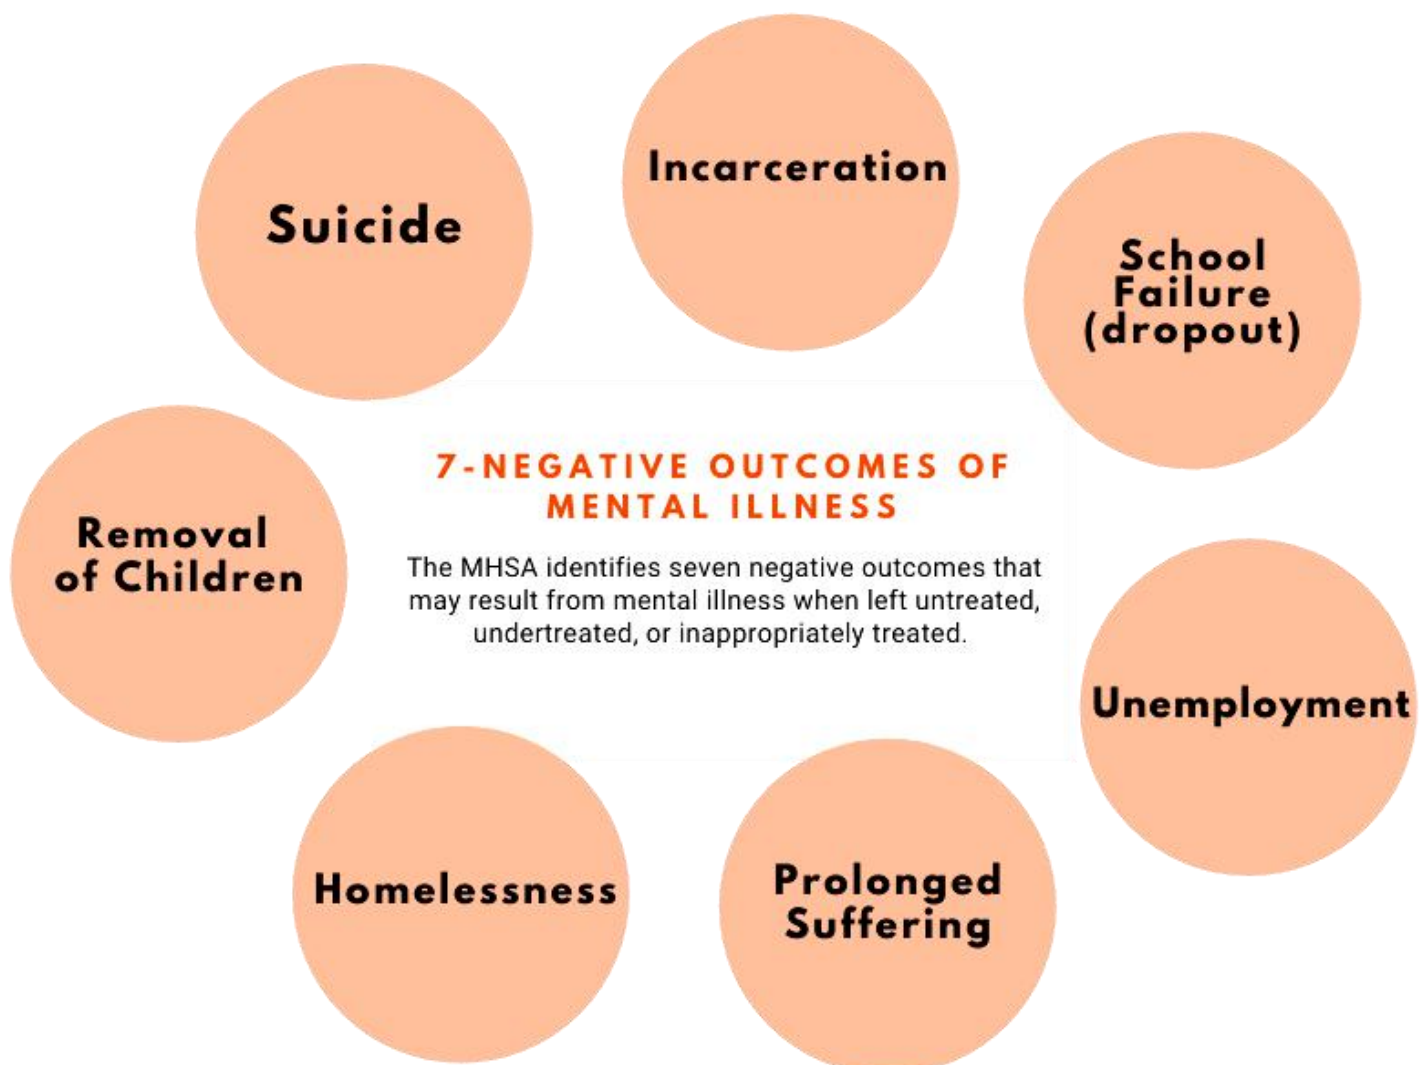 Incarceration
Suicide
School
Failure
(dropout)
7-NEGATIVE OUTCOMES OF
MENTAL ILLNESS
Removal
of Children
The MHSA identifies seven negative outcomes that
may result from mental illness when left untreated,
undertreated, or inappropriately treated.
Unemployment
Homelessness
Prolonged
Suffering